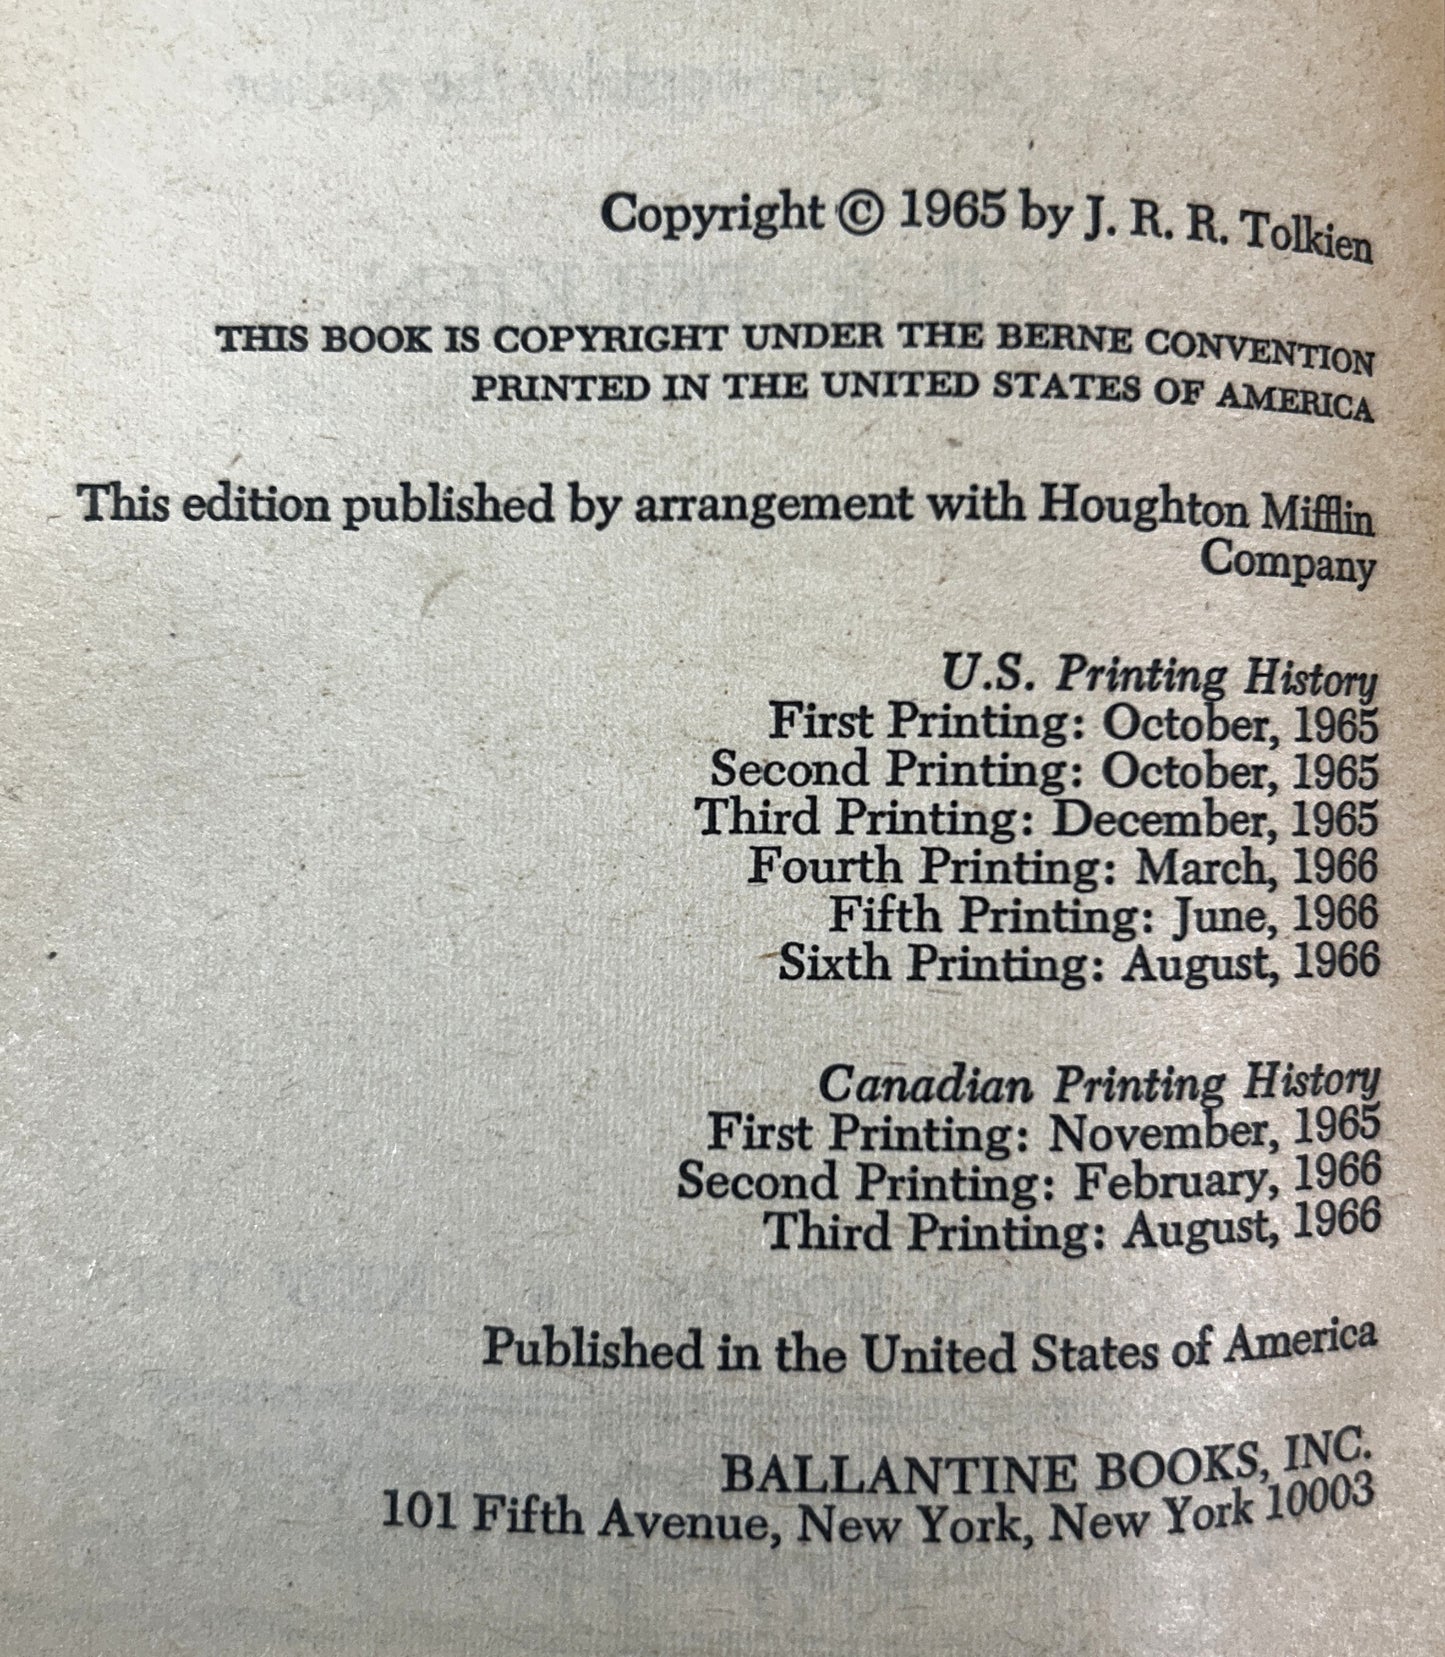 Copyright © 1965 by J. R. R. Tolkien
THIS BOOK IS COPYRIGHT UNDER THE BERNE CONVENTION
PRINTED IN THE UNITED STATES OF AMERICA
This edition published by arrangement with Houghton Mifflin
Company
U.S. Printing History
First Printing: October, 1965
Second Printing: October, 1965
Third Printing: December, 1965
Fourth Printing: March, 1966
Fifth Printing: June, 1966
Sixth Printing: August, 1966
Canadian Printing History
First Printing: November, 1965
Second Printing: February, 1966
Third Printing: August, 1966
Published in the United States of America
BALLANTINE BOOKS, INC.
101 Fifth Avenue, New York, New York 10003